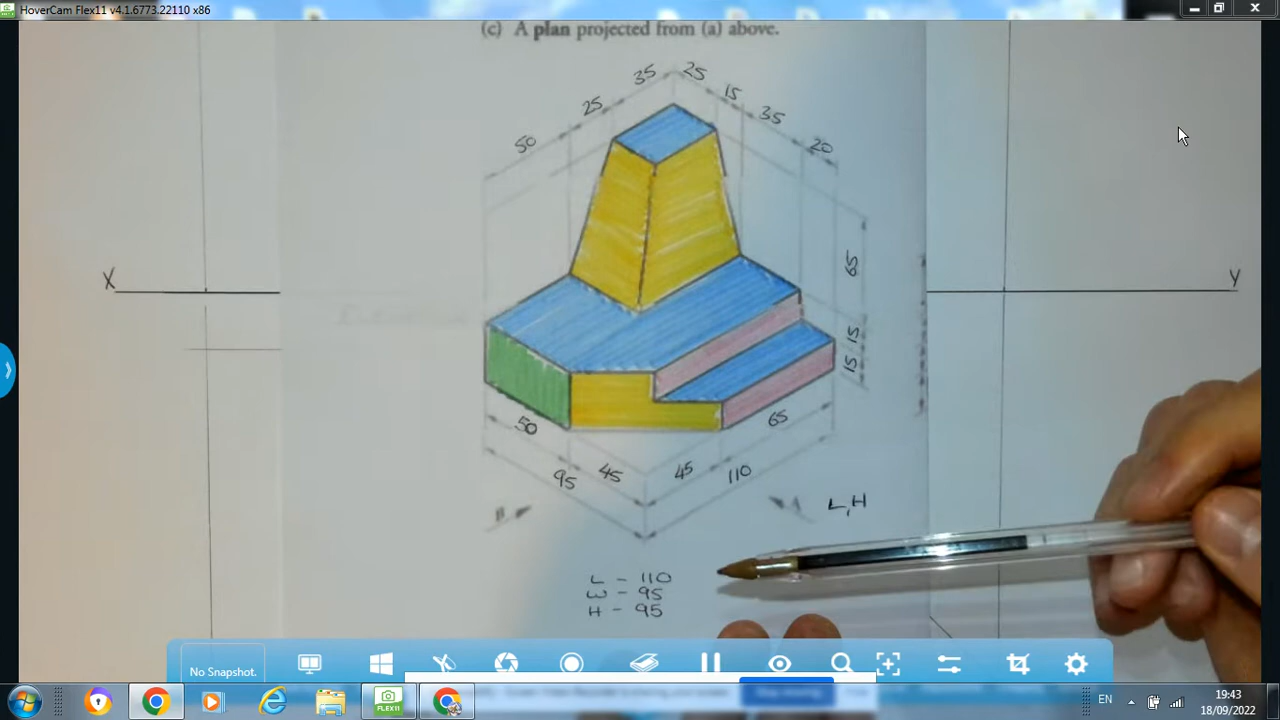 HoverCam Flex11 v4.1.6773.22110 x86
(c) A plan projected from (a) above.
35 25
25 15
50 35
20
X
Y
65
15
15
50 65
95 45 45 110
B A L, H
L - 110
W - 95
H - 95
No Snapshot.
FLEX11
EN
19:43
18/09/2022